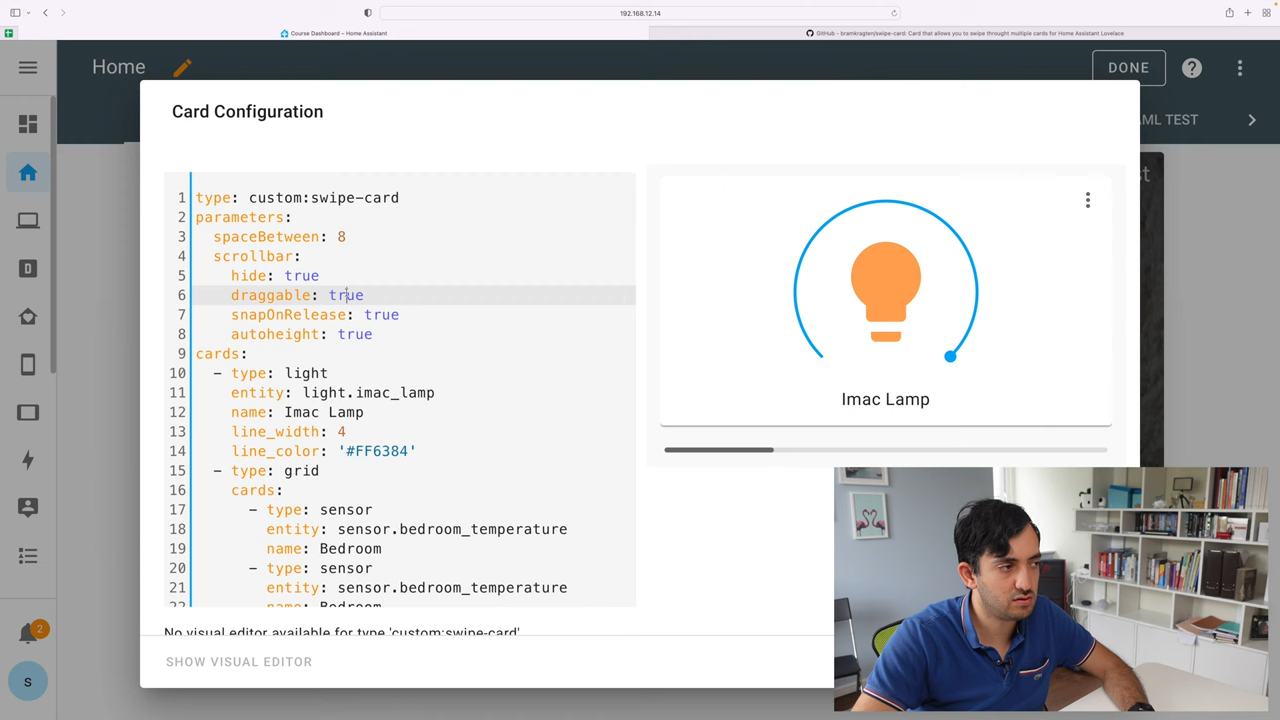 192.168.12.14
Course Dashboard – Home Assistant
GitHub - bramkragten/swipe-card: Card that allows you to swipe throught multiple cards for Home Assistant Lovelace
Home
DONE
AML TEST
st
Card Configuration
1 type: custom:swipe-card
2 parameters:
3 spaceBetween: 8
4 scrollbar:
5 hide: true
6 draggable: true
7 snapOnRelease: true
8 autoheight: true
9 cards:
10 - type: light
11 entity: light.imac_lamp
12 name: Imac Lamp
13 line_width: 4
14 line_color: '#FF6384'
15 - type: grid
16 cards:
17 - type: sensor
18 entity: sensor.bedroom_temperature
19 name: Bedroom
20 - type: sensor
21 entity: sensor.bedroom_temperature
22 name: Bedroom
Imac Lamp
No visual editor available for type 'custom:swipe-card'.
SHOW VISUAL EDITOR
2
s
D